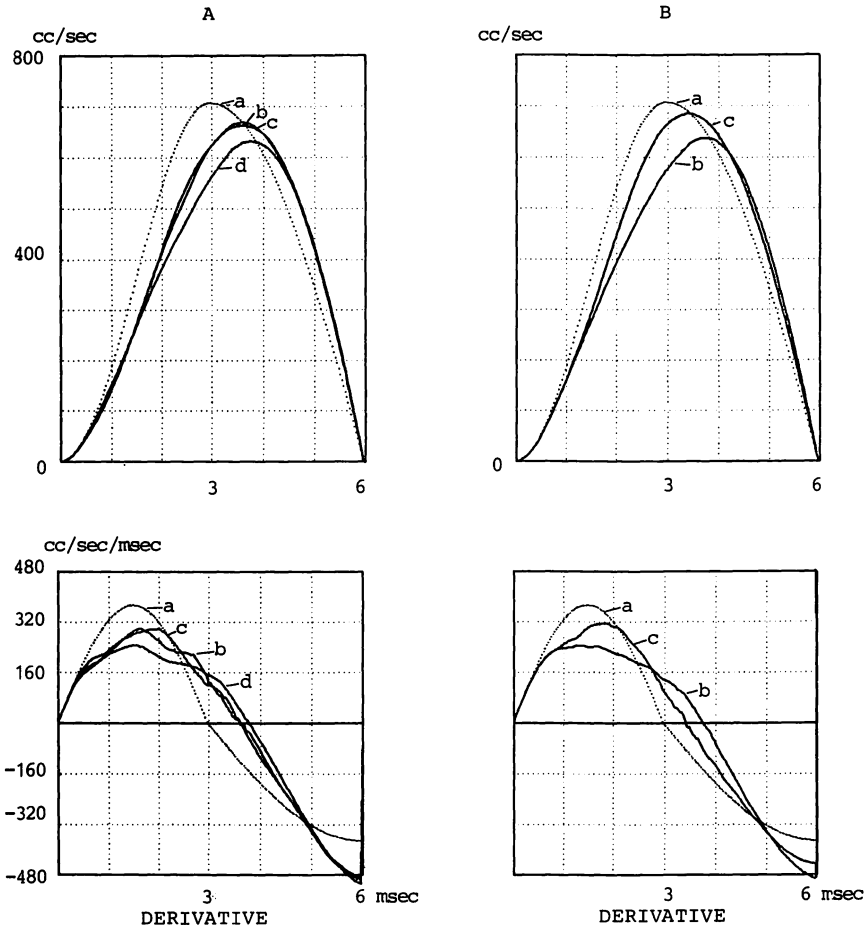 A
B
cc/sec
cc/sec
800
400
0
a
b
c
d
3
6
a
c
b
0
3
6
cc/sec/msec
480
320
160
-160
-320
-480
a
c
b
d
3
6 msec
DERIVATIVE
a
c
b
3
6 msec
DERIVATIVE